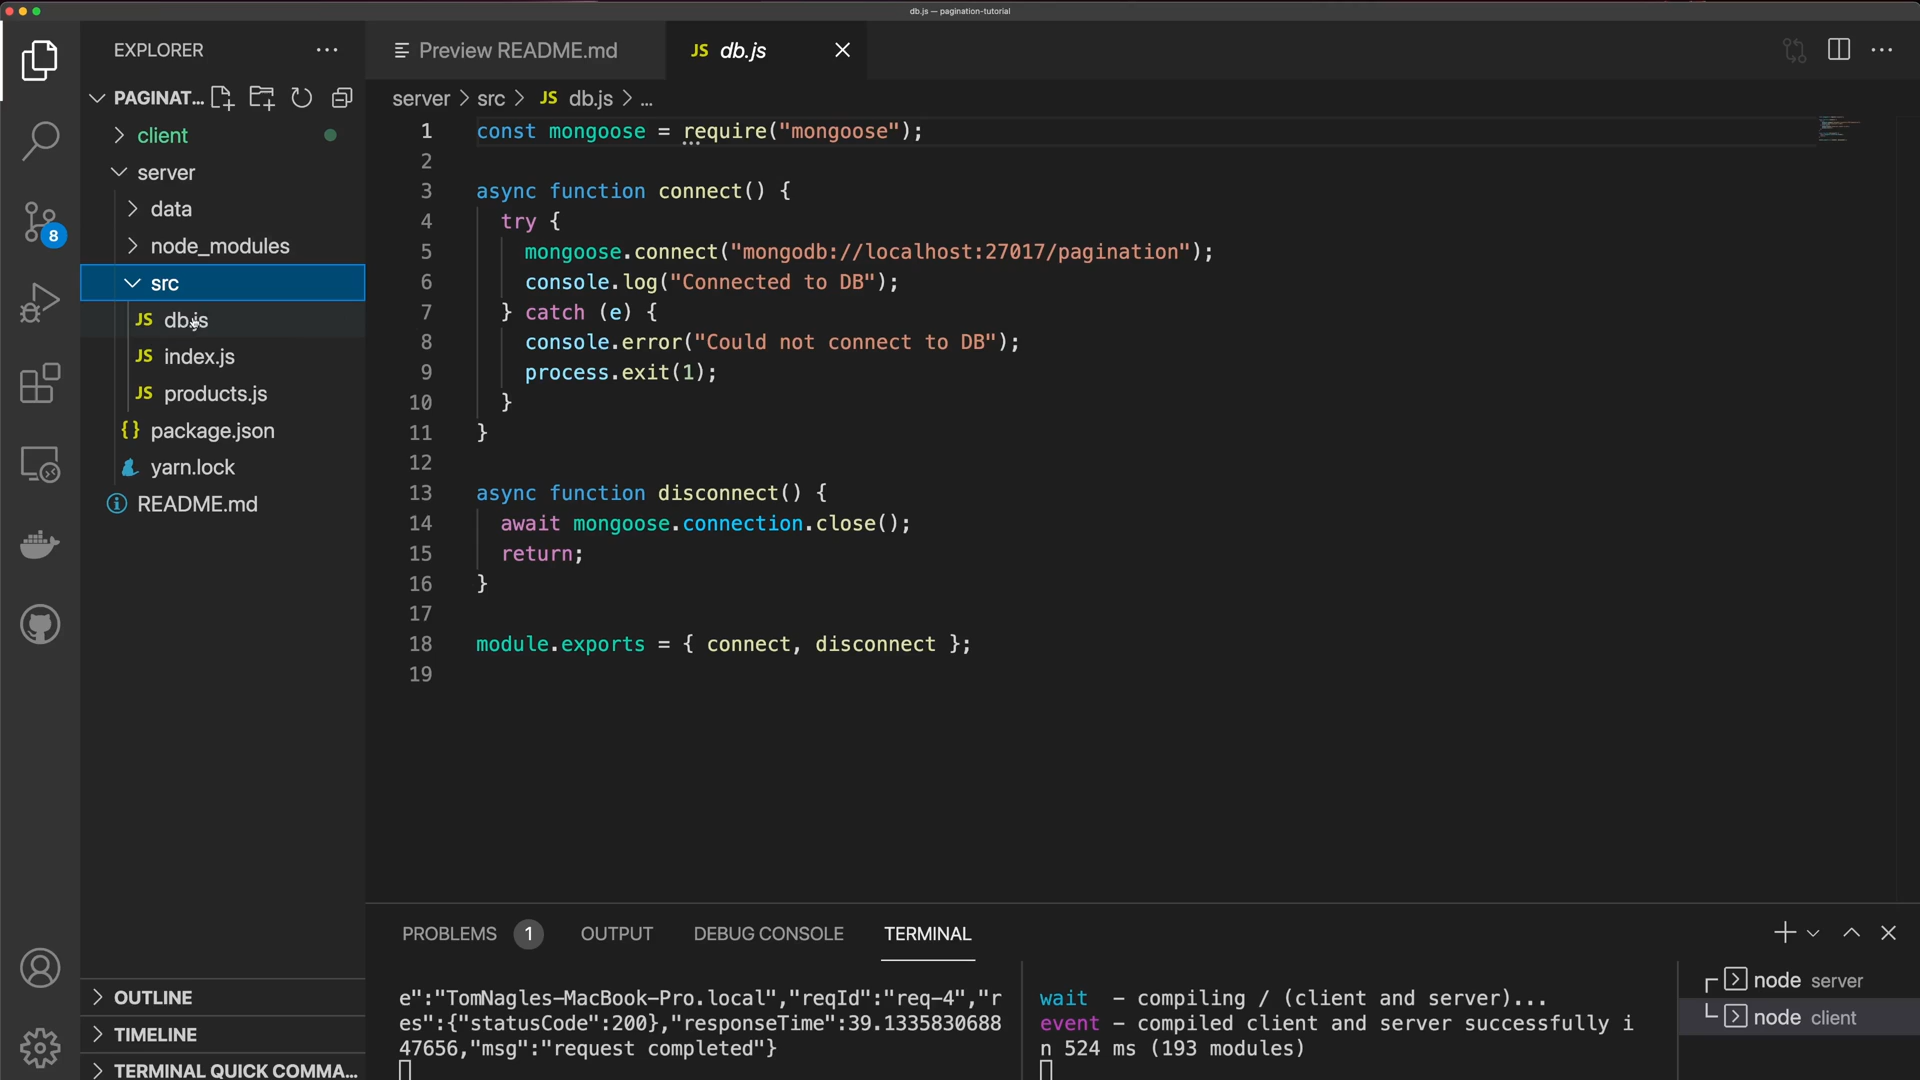 db.js — pagination-tutorial
EXPLORER
Preview README.md
JS db.js
PAGINAT...
server > src > JS db.js > ...
client
server
data
node_modules
src
JS db.js
JS index.js
JS products.js
{} package.json
yarn.lock
README.md
8
1 const mongoose = require("mongoose");
2
3 async function connect() {
4 try {
5 mongoose.connect("mongodb://localhost:27017/pagination");
6 console.log("Connected to DB");
7 } catch (e) {
8 console.error("Could not connect to DB");
9 process.exit(1);
10 }
11 }
12
13 async function disconnect() {
14 await mongoose.connection.close();
15 return;
16 }
17
18 module.exports = { connect, disconnect };
19
OUTLINE
TIMELINE
TERMINAL QUICK COMMA...
PROBLEMS 1 OUTPUT DEBUG CONSOLE TERMINAL
e":"TomNagles-MacBook-Pro.local","reqId":"req-4","r
es":{"statusCode":200},"responseTime":39.1335830688
47656,"msg":"request completed"}
wait - compiling / (client and server)...
event - compiled client and server successfully i
n 524 ms (193 modules)
node server
node client